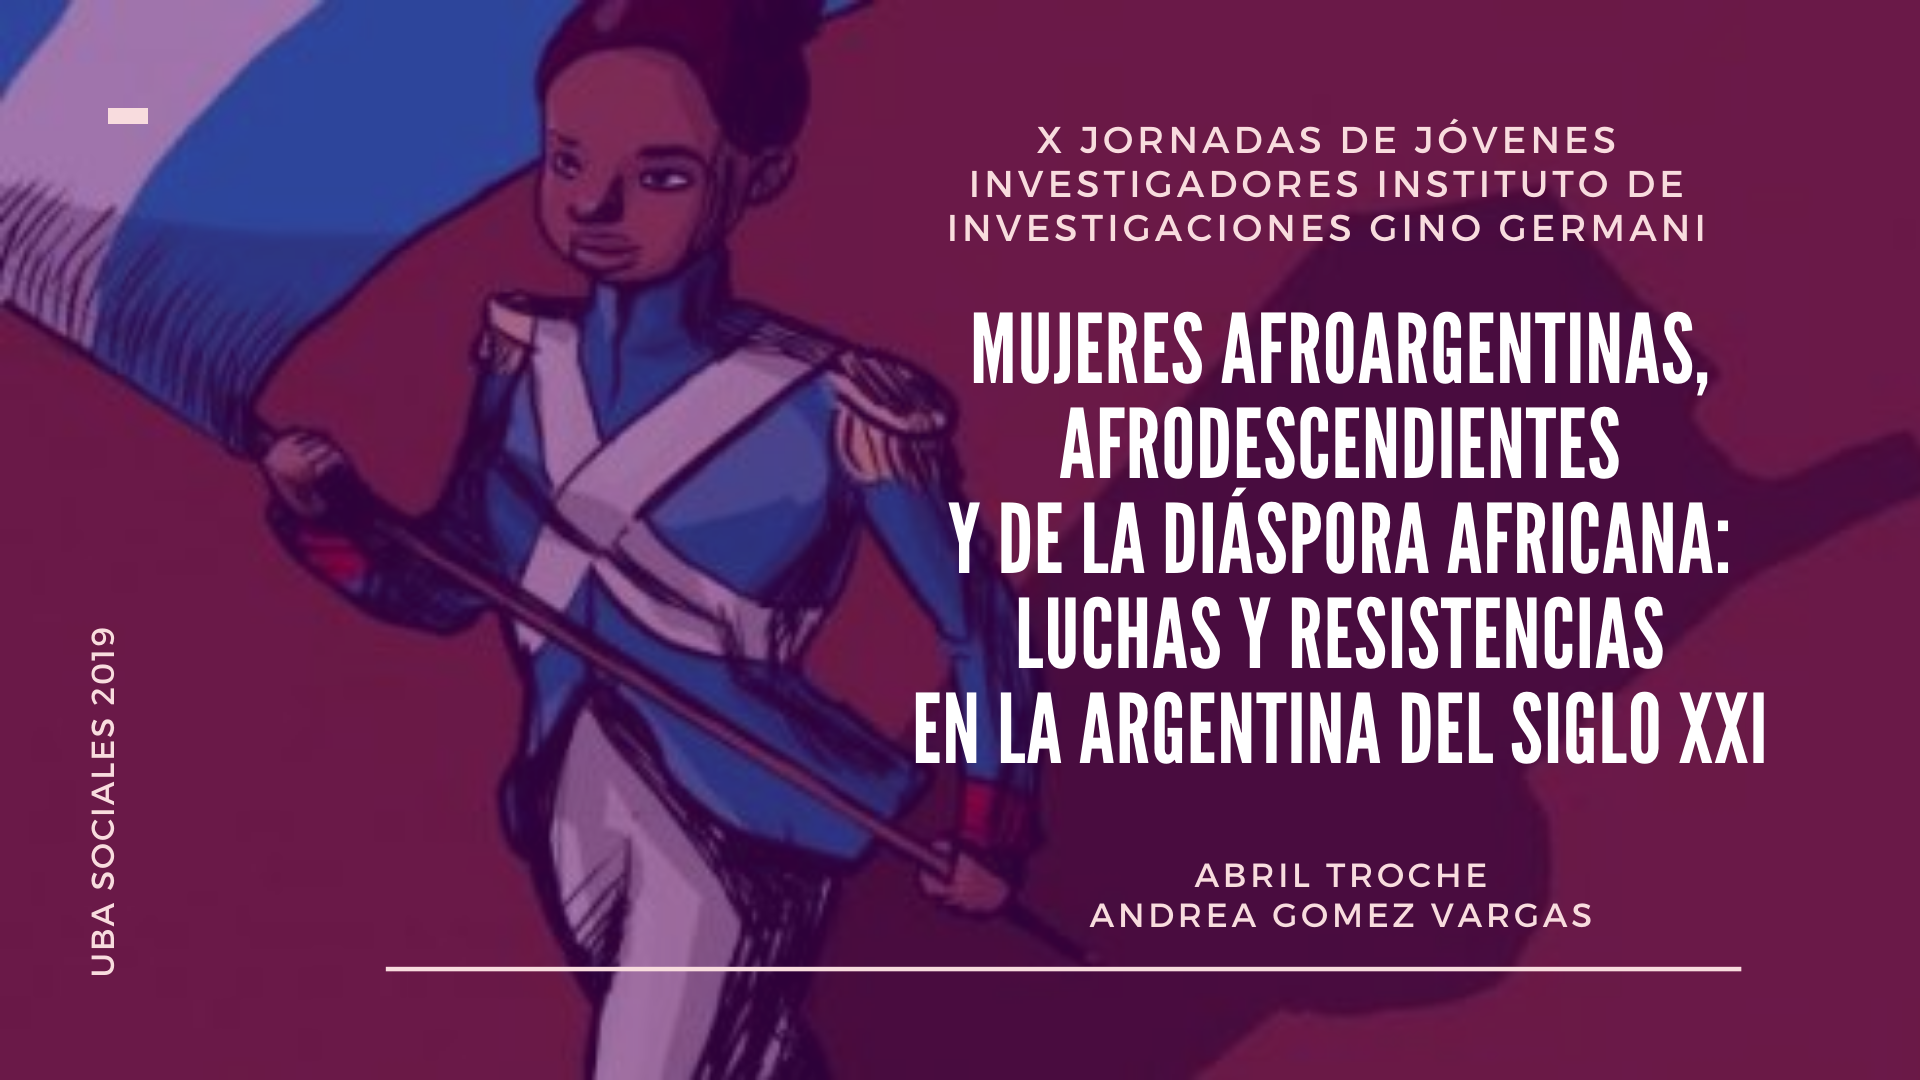 X JORNADAS DE JÓVENES
INVESTIGADORES INSTITUTO DE
INVESTIGACIONES GINO GERMANI
MUJERES AFROARGENTINAS,
AFRODESCENDIENTES
Y DE LA DIÁSPORA AFRICANA:
LUCHAS Y RESISTENCIAS
EN LA ARGENTINA DEL SIGLO XXI
ABRIL TROCHE
ANDREA GOMEZ VARGAS
UBA SOCIALES 2019